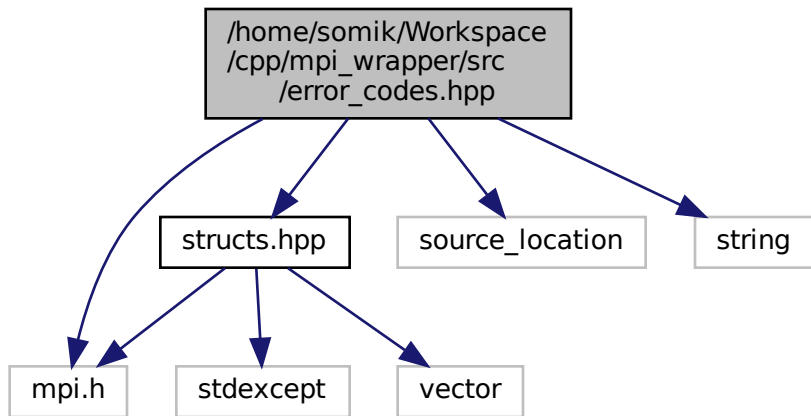 /home/somik/Workspace
/cpp/mpi_wrapper/src
/error_codes.hpp
structs.hpp
source_location
string
mpi.h
stdexcept
vector